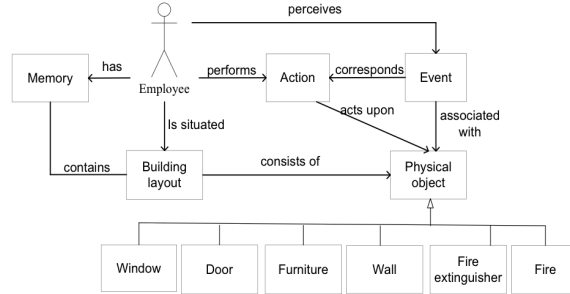 perceives
has
performs
corresponds
Memory
Action
Event
Employee
acts upon
associated
with
Is situated
contains
Building
layout
consists of
Physical
object
Window
Door
Furniture
Wall
Fire
extinguisher
Fire